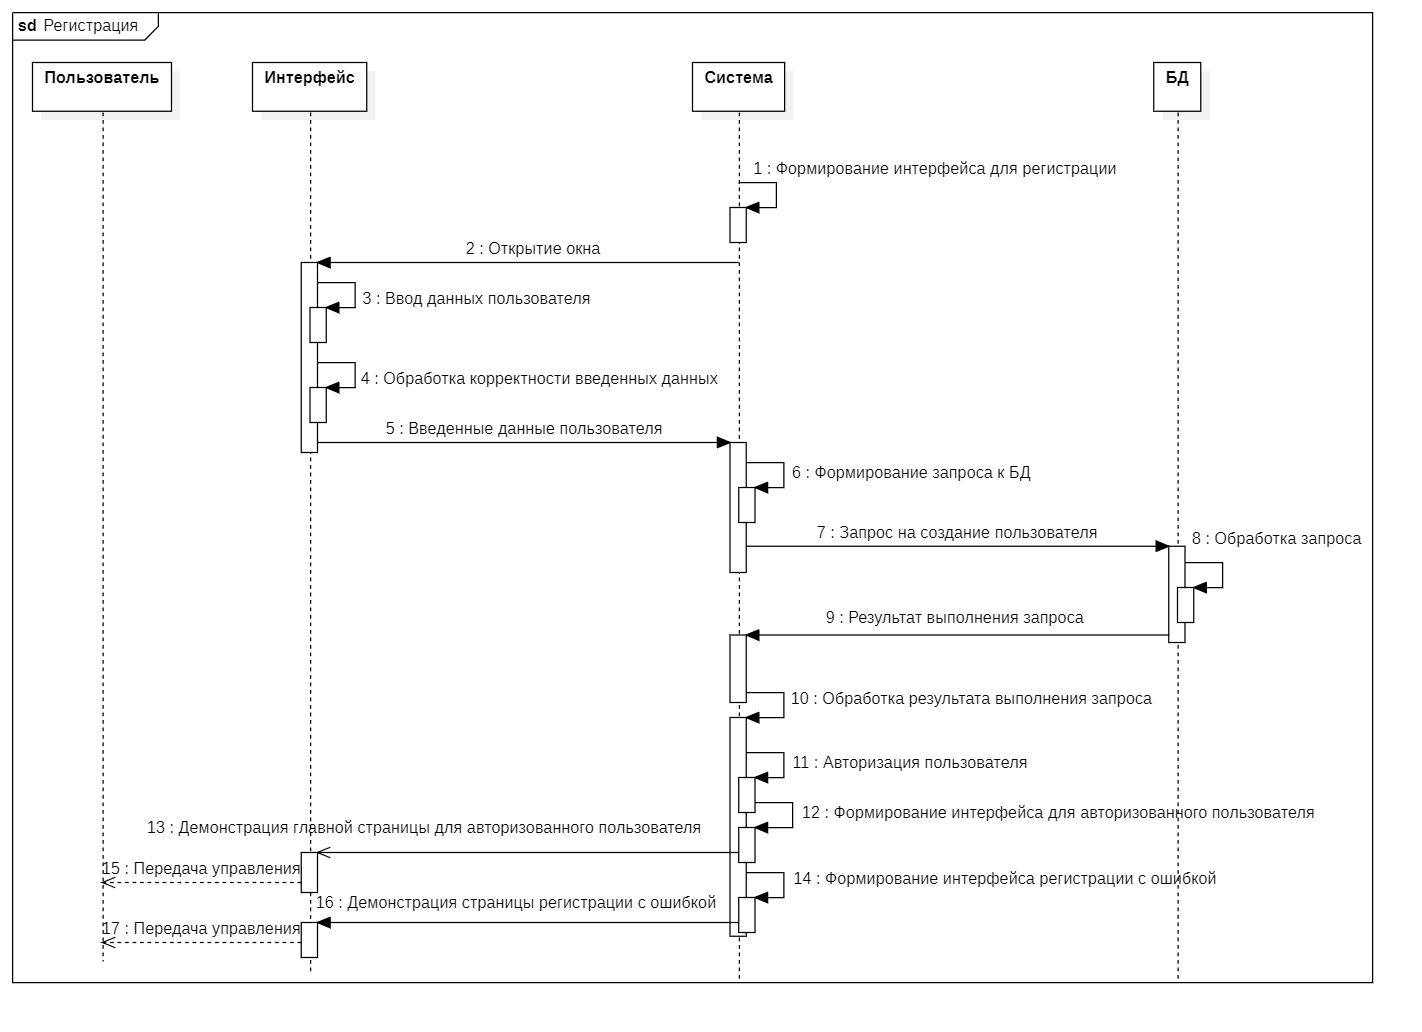 sd Регистрация
Пользователь
Интерфейс
Система
БД
1 : Формирование интерфейса для регистрации
2 : Открытие окна
3 : Ввод данных пользователя
4 : Обработка корректности введенных данных
5 : Введенные данные пользователя
6 : Формирование запроса к БД
7 : Запрос на создание пользователя
8 : Обработка запроса
9 : Результат выполнения запроса
10 : Обработка результата выполнения запроса
11 : Авторизация пользователя
12 : Формирование интерфейса для авторизованного пользователя
13 : Демонстрация главной страницы для авторизованного пользователя
15 : Передача управления
14 : Формирование интерфейса регистрации с ошибкой
16 : Демонстрация страницы регистрации с ошибкой
17 : Передача управления